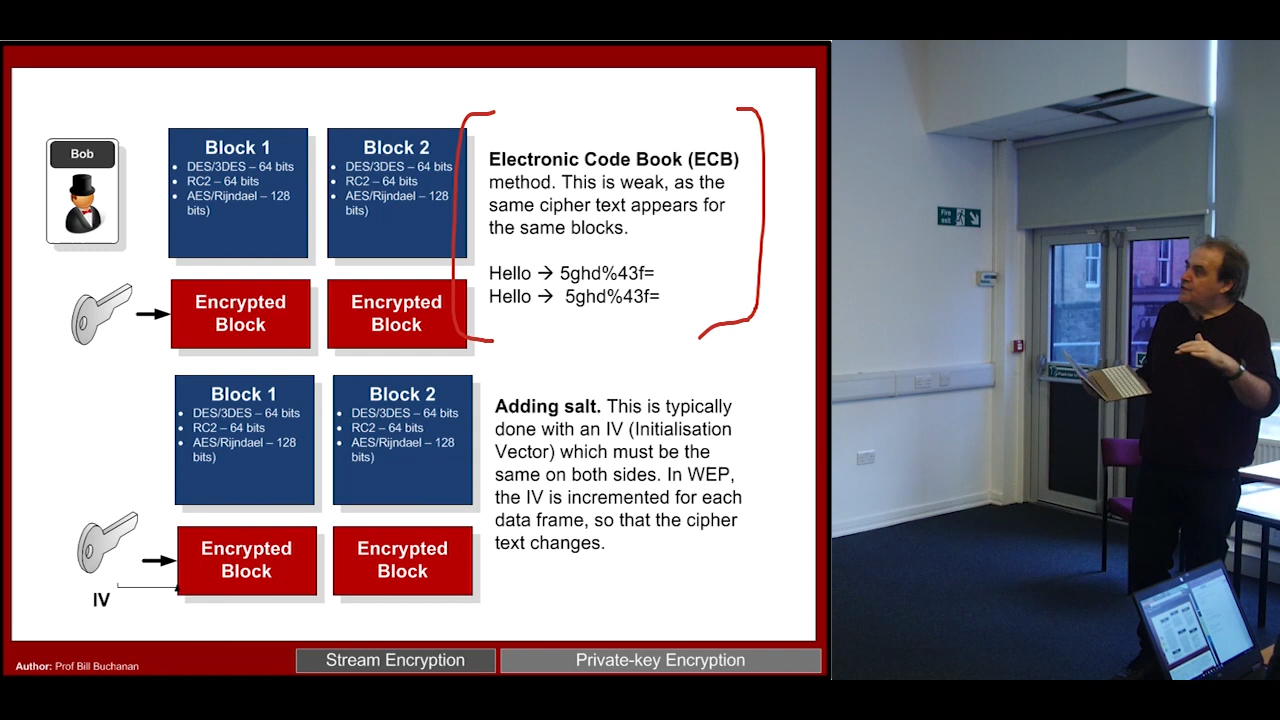 Bob
Block 1
• DES/3DES – 64 bits
• RC2 – 64 bits
• AES/Rijndael – 128
bits)
Block 2
• DES/3DES – 64 bits
• RC2 – 64 bits
• AES/Rijndael – 128
bits)
Electronic Code Book (ECB)
method. This is weak, as the
same cipher text appears for
the same blocks.
Hello → 5ghd%43f=
Hello → 5ghd%43f=
Encrypted
Block
Encrypted
Block
Block 1
• DES/3DES – 64 bits
• RC2 – 64 bits
• AES/Rijndael – 128
bits)
Block 2
• DES/3DES – 64 bits
• RC2 – 64 bits
• AES/Rijndael – 128
bits)
Adding salt. This is typically
done with an IV (Initialisation
Vector) which must be the
same on both sides. In WEP,
the IV is incremented for each
data frame, so that the cipher
text changes.
Encrypted
Block
Encrypted
Block
IV
Author: Prof Bill Buchanan
Stream Encryption
Private-key Encryption
Fire
exit